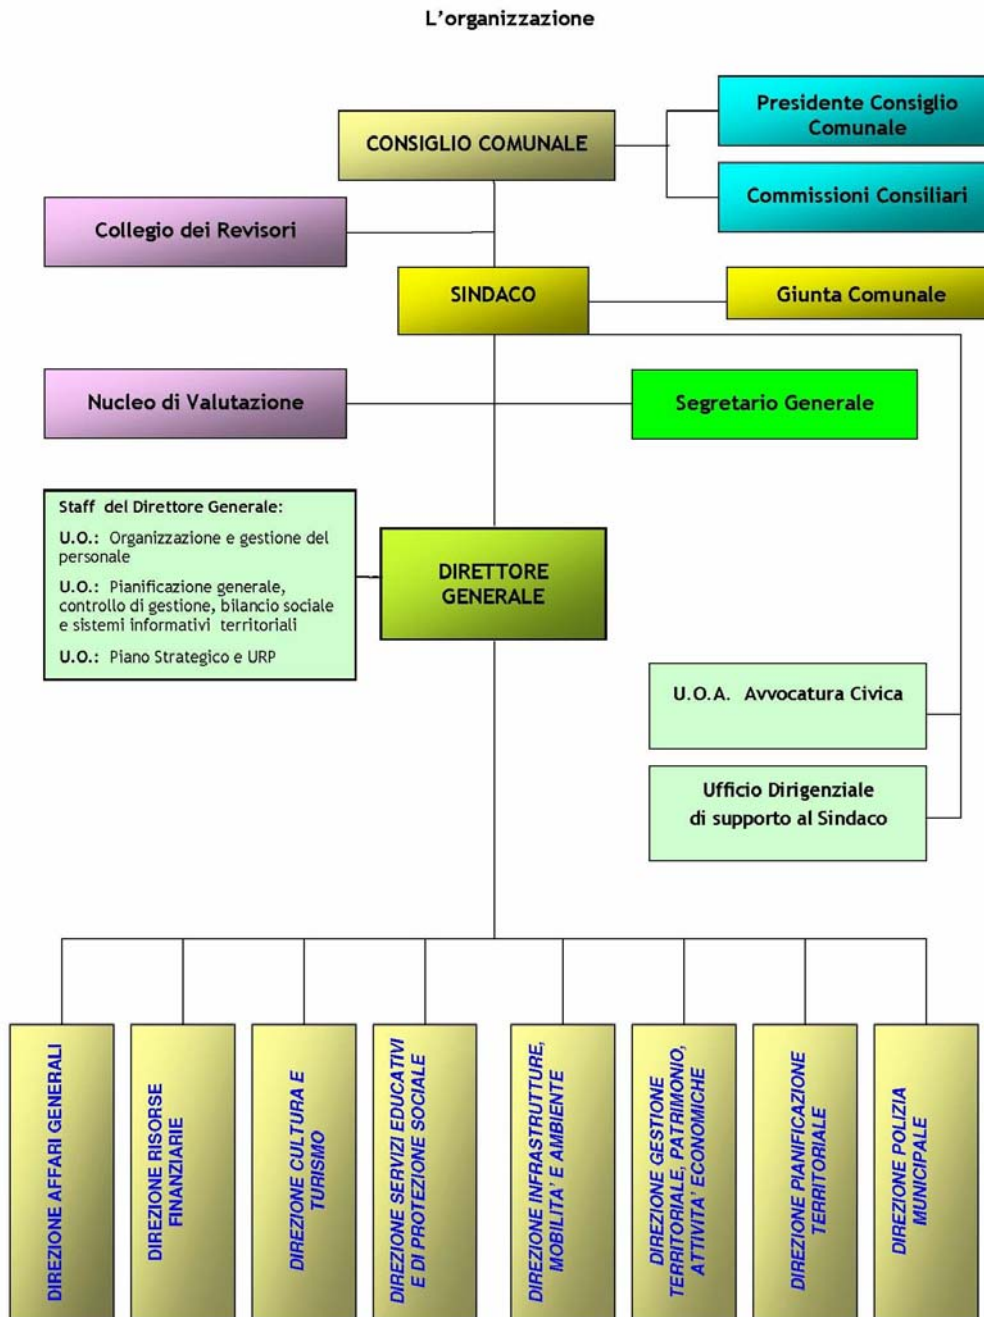 L'organizzazione
CONSIGLIO COMUNALE
Presidente Consiglio
Comunale
Commissioni Consiliari
Collegio dei Revisori
SINDACO
Giunta Comunale
Nucleo di Valutazione
Segretario Generale
Staff del Direttore Generale:
U.O.: Organizzazione e gestione del
personale
U.O.: Pianificazione generale,
controllo di gestione, bilancio sociale
e sistemi informativi territoriali
U.O.: Piano Strategico e URP
DIRETTORE
GENERALE
U.O.A. Avvocatura Civica
Ufficio Dirigenziale
di supporto al Sindaco
DIREZIONE AFFARI GENERALI
DIREZIONE RISORSE
FINANZIARIE
DIREZIONE CULTURA E
TURISMO
DIREZIONE SERVIZI EDUCATIVI
E DI PROTEZIONE SOCIALE
DIREZIONE INFRASTRUTTURE,
MOBILITA' E AMBIENTE
DIREZIONE GESTIONE
TERRITORIALE, PATRIMONIO,
ATTIVITA' ECONOMICHE
DIREZIONE PIANIFICAZIONE
TERRITORIALE
DIREZIONE POLIZIA
MUNICIPALE